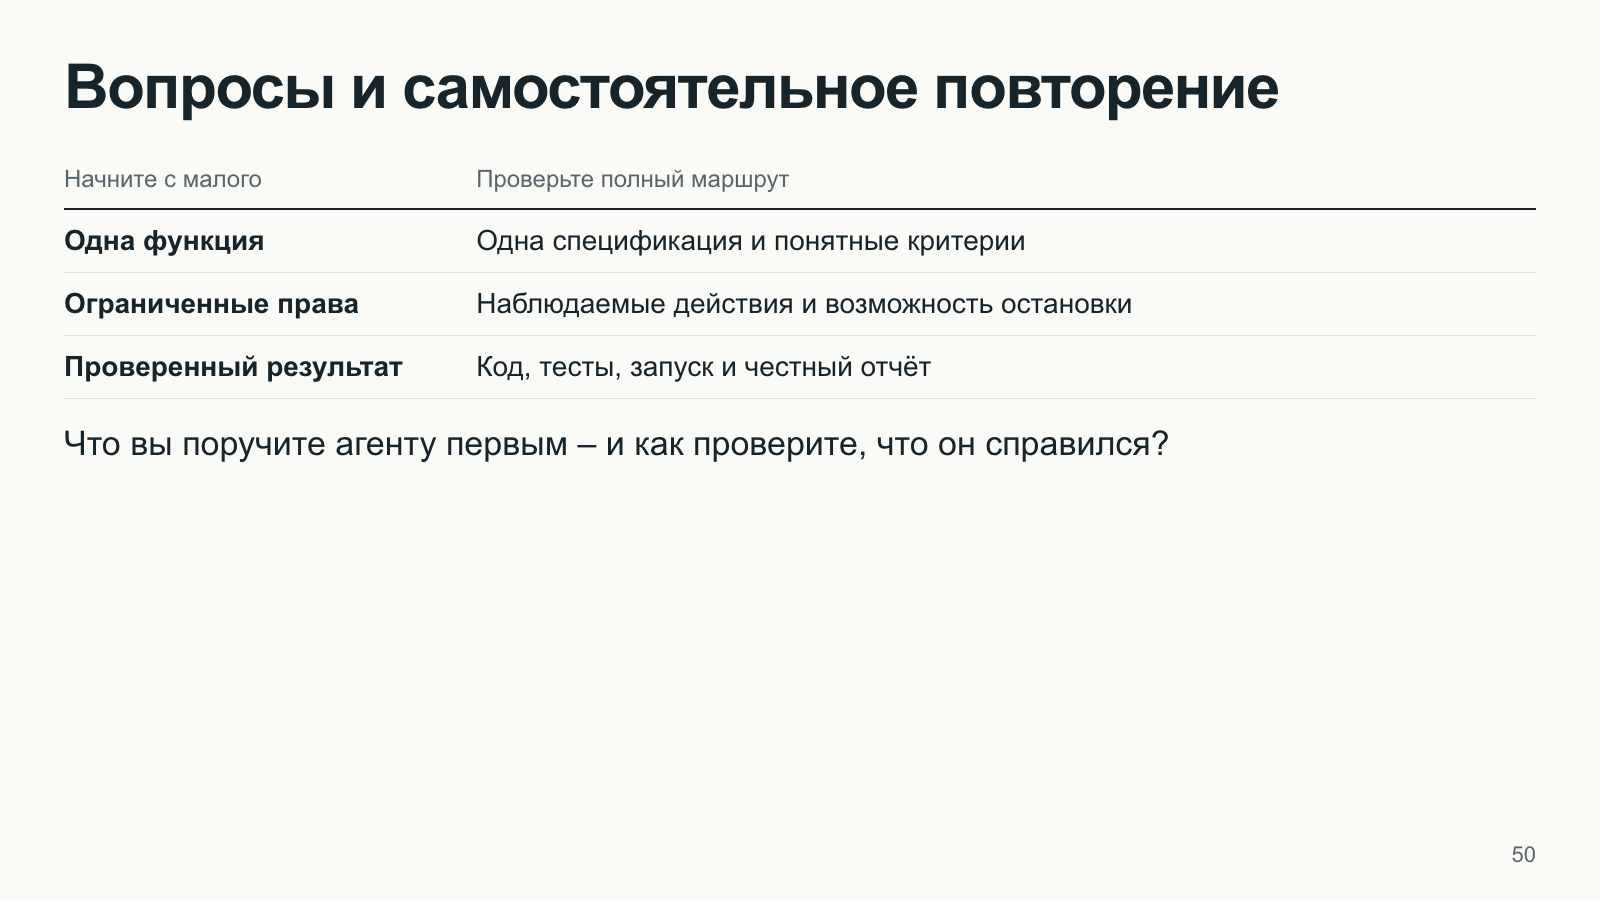 Вопросы и самостоятельное повторение
Начните с малого Проверьте полный маршрут
Одна функция Одна спецификация и понятные критерии
Ограниченные права Наблюдаемые действия и возможность остановки
Проверенный результат Код, тесты, запуск и честный отчёт
Что вы поручите агенту первым – и как проверите, что он справился?
50